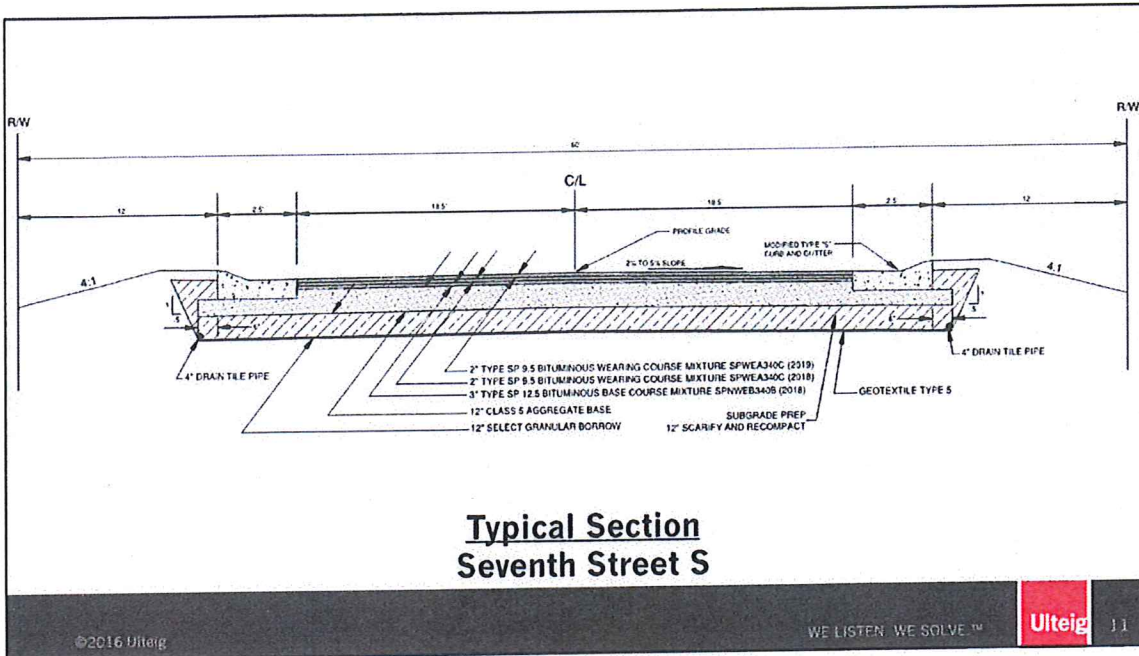 R/W
R/W
C/L
12
2.5'
18.5'
18.5'
2.5'
12
PROFILE GRADE
MODIFIED TYPE "S"
CURB AND GUTTER
TO 5% SLOPE
4:1
4:1
4" DRAIN TILE PIPE
4" DRAIN TILE PIPE
2" TYPE SP 9.5 BITUMINOUS WEARING COURSE MIXTURE SPWEA340C (2019)
2" TYPE SP 9.5 BITUMINOUS WEARING COURSE MIXTURE SPWEA340C (2018)
3" TYPE SP 12.5 BITUMINOUS BASE COURSE MIXTURE SPNWEB340B (2018)
12" CLASS 5 AGGREGATE BASE
12" SELECT GRANULAR BORROW
GEOTEXTILE TYPE 5
SUBGRADE PREP
12" SCARIFY AND RECOMPACT
Typical Section
Seventh Street S
©2016 Ulteig
WE LISTEN. WE SOLVE.™
Ulteig
11